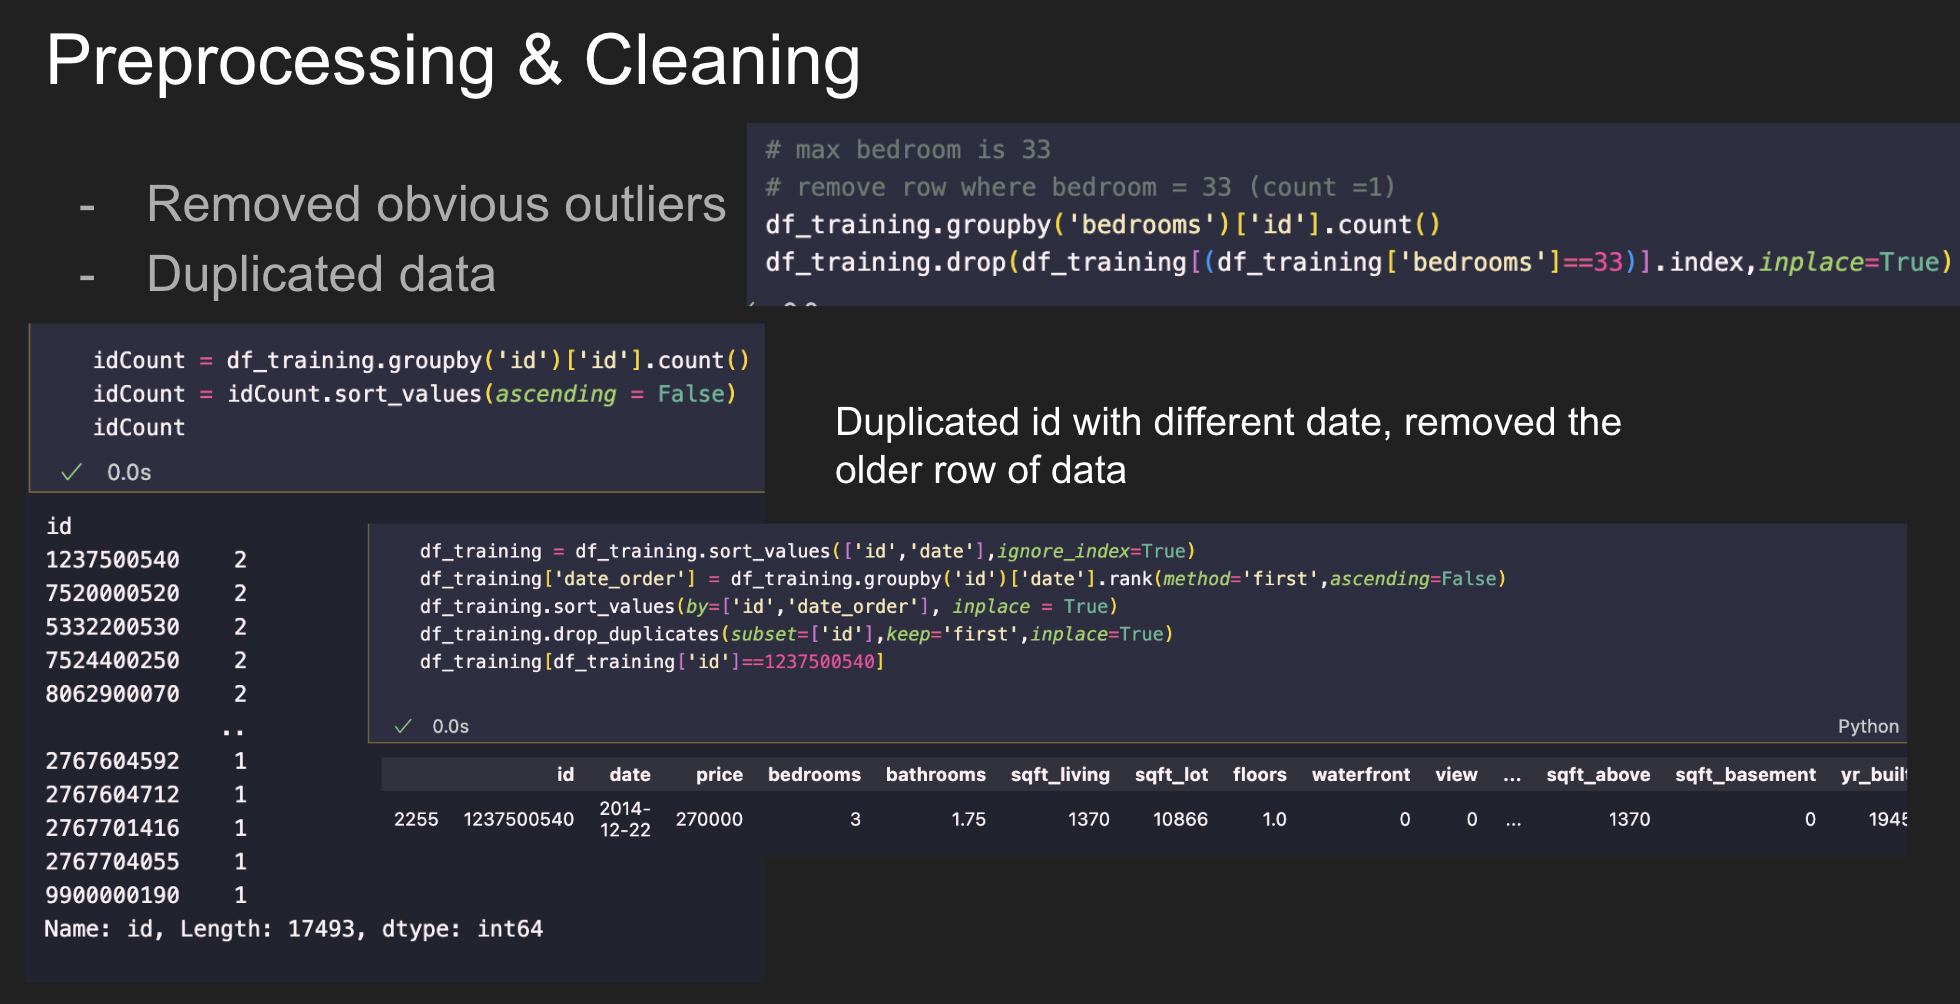 Preprocessing & Cleaning
- Removed obvious outliers
- Duplicated data
# max bedroom is 33
# remove row where bedroom = 33 (count =1)
df_training.groupby('bedrooms')['id'].count()
df_training.drop(df_training[(df_training['bedrooms']==33)].index,inplace=True)
idCount = df_training.groupby('id')['id'].count()
idCount = idCount.sort_values(ascending = False)
idCount
0.0s
id
1237500540 2
7520000520 2
5332200530 2
7524400250 2
8062900070 2
..
2767604592 1
2767604712 1
2767701416 1
2767704055 1
9900000190 1
Name: id, Length: 17493, dtype: int64
Duplicated id with different date, removed the
older row of data
df_training = df_training.sort_values(['id','date'],ignore_index=True)
df_training['date_order'] = df_training.groupby('id')['date'].rank(method='first',ascending=False)
df_training.sort_values(by=['id','date_order'], inplace = True)
df_training.drop_duplicates(subset=['id'],keep='first',inplace=True)
df_training[df_training['id']==1237500540]
0.0s Python
id date price bedrooms bathrooms sqft_living sqft_lot floors waterfront view ... sqft_above sqft_basement yr_buil
2255 1237500540 2014-12-22 270000 3 1.75 1370 10866 1.0 0 0 ... 1370 0 1945